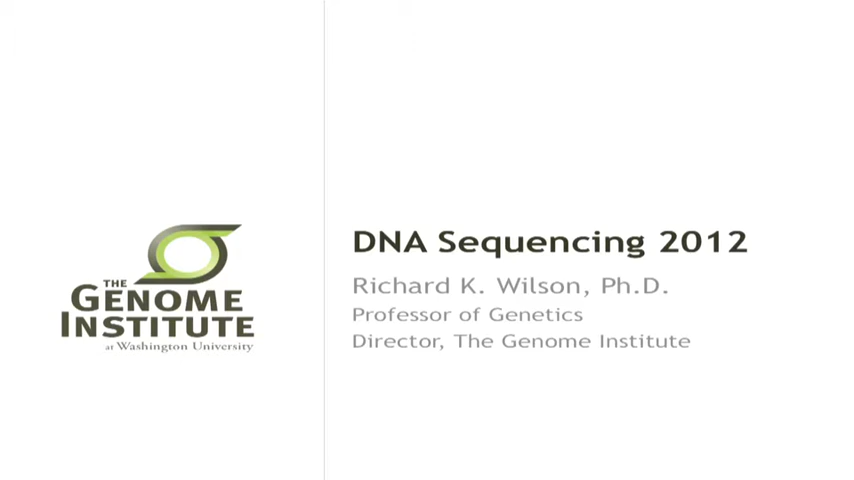 THE
GENOME
INSTITUTE
at Washington University
DNA Sequencing 2012
Richard K. Wilson, Ph.D.
Professor of Genetics
Director, The Genome Institute